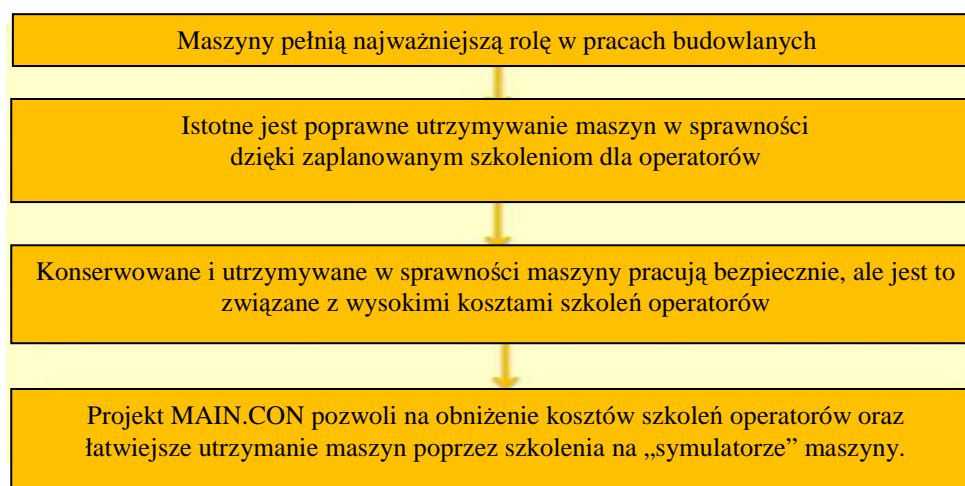 Maszyny pełnią najważniejszą rolę w pracach budowlanych
Istotne jest poprawne utrzymywanie maszyn w sprawności
dzięki zaplanowanym szkoleniom dla operatorów
Konserwowane i utrzymywane w sprawności maszyny pracują bezpiecznie, ale jest to
związane z wysokimi kosztami szkoleń operatorów
Projekt MAIN.CON pozwoli na obniżenie kosztów szkoleń operatorów oraz
łatwiejsze utrzymanie maszyn poprzez szkolenia na „symulatorze” maszyny.